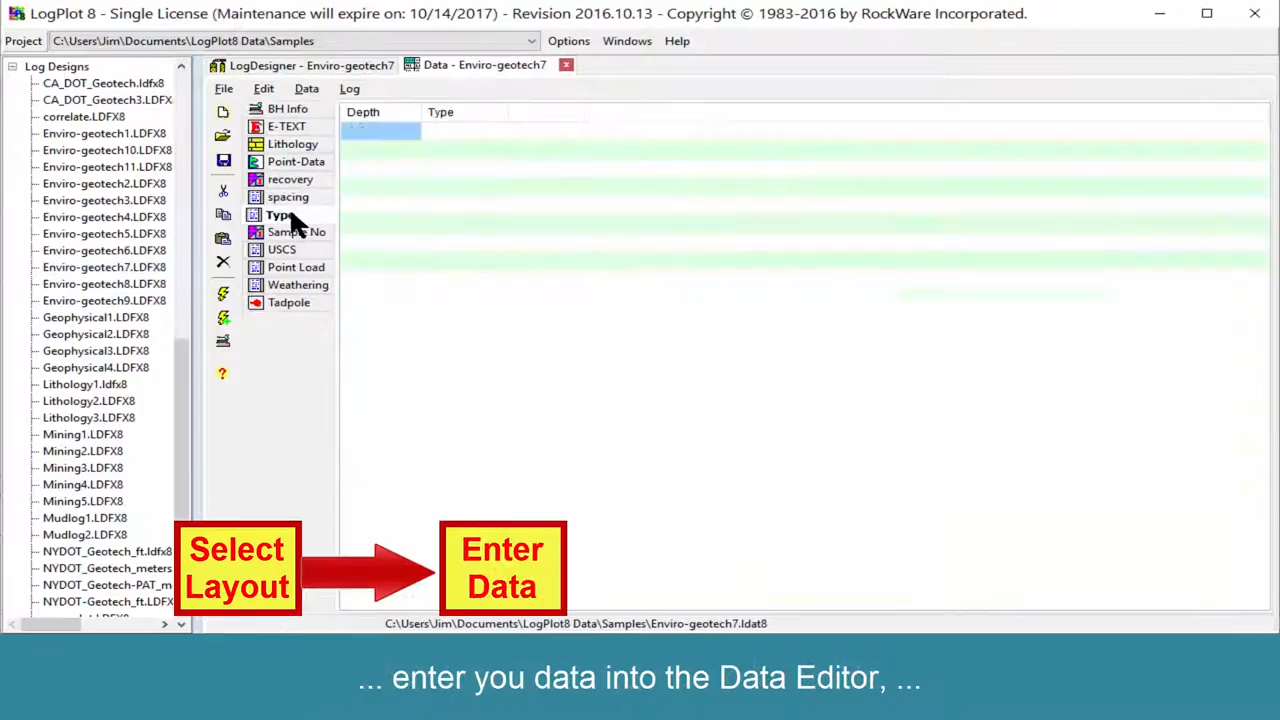 LogPlot 8 - Single License (Maintenance will expire on: 10/14/2017) - Revision 2016.10.13 - Copyright © 1983-2016 by RockWare Incorporated.
Project C:\Users\Jim\Documents\LogPlot8 Data\Samples Options Windows Help
Log Designs
CA_DOT_Geotech.ldfx8
CA_DOT_Geotech3.LDFX
correlate.LDFX8
Enviro-geotech1.LDFX8
Enviro-geotech10.LDFX8
Enviro-geotech11.LDFX8
Enviro-geotech2.LDFX8
Enviro-geotech3.LDFX8
Enviro-geotech4.LDFX8
Enviro-geotech5.LDFX8
Enviro-geotech6.LDFX8
Enviro-geotech7.LDFX8
Enviro-geotech8.LDFX8
Enviro-geotech9.LDFX8
Geophysical1.LDFX8
Geophysical2.LDFX8
Geophysical3.LDFX8
Geophysical4.LDFX8
Lithology1.ldfx8
Lithology2.LDFX8
Lithology3.LDFX8
Mining1.LDFX8
Mining2.LDFX8
Mining3.LDFX8
Mining4.LDFX8
Mining5.LDFX8
Mudlog1.LDFX8
Mudlog2.LDFX8
NYDOT_Geotech_ft.ldfx
NYDOT_Geotech_meters
NYDOT_Geotech-PAT_m
NYDOT-Geotech_ft.LDFX
LogDesigner - Enviro-geotech7 Data - Enviro-geotech7
File Edit Data Log
BH Info
E-TEXT
Lithology
Point-Data
recovery
spacing
Type
Sample No
USCS
Point Load
Weathering
Tadpole
Depth Type
Select
Layout
Enter
Data
C:\Users\Jim\Documents\LogPlot8 Data\Samples\Enviro-geotech7.ldat8
... enter you data into the Data Editor, ...